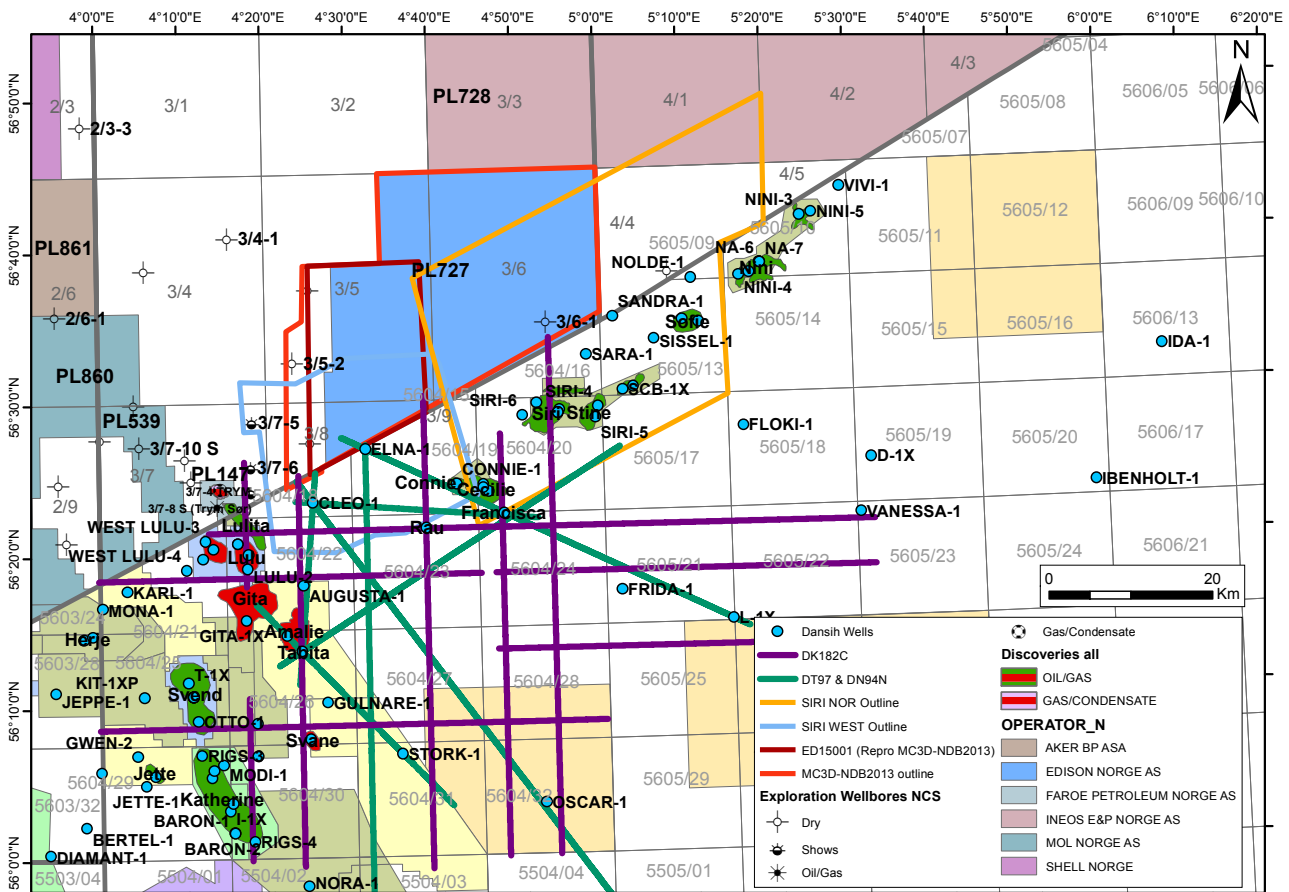 4°0'0"E 4°10'0"E 4°20'0"E 4°30'0"E 4°40'0"E 4°50'0"E 5°0'0"E 5°10'0"E 5°20'0"E 5°30'0"E 5°40'0"E 5°50'0"E 6°0'0"E 6°10'0"E 6°20'0"E
N
56°50'0"N
56°40'0"N
56°30'0"N
56°20'0"N
56°10'0"N
56°0'0"N
2/3
3/1
3/2
PL728
3/3
4/1
4/2
4/3
5605/04
5605/08
5606/05
5606/06
2/3-3
5605/07
4/5
VIVI-1
NINI-3
NINI-5
5605/12
5606/09
5606/10
PL861
3/4-1
4/4
5605/09
NA-6
NA-7
5605/11
PL727
3/6
NOLDE-1
Nini
NINI-4
2/6
3/4
3/5
2/6-1
3/6-1
SANDRA-1
Sofie
5605/14
5605/15
5605/16
5606/13
SISSEL-1
IDA-1
PL860
3/5-2
SARA-1
5605/13
5604/16
SIRI-4
SCB-1X
PL539
SIRI-6
Siri
Stine
3/9
3/7-5
SIRI-5
FLOKI-1
3/8
5606/17
3/7-10 S
ELNA-1
5604/19
5604/20
5605/17
5605/18
5605/19
5605/20
D-1X
3/7
PL147
3/7-6
CONNIE-1
IBENHOLT-1
2/9
3/7-4 TRYM
Connie
Cecilie
3/7-8 S (Trym Sør)
CLEO-1
Francisca
VANESSA-1
WEST LULU-3
Lulita
Rau
5606/21
WEST LULU-4
Lulu
5604/22
5604/23
5604/24
5605/21
5605/22
5605/23
LULU-2
KARL-1
AUGUSTA-1
FRIDA-1
0
20
Km
MONA-1
Gita
L-1X
5603/24
5604/21
GITA-1X
Amalie
Herje
Tabita
5603/28
5604/25
T-1X
KIT-1XP
Svend
5604/27
5604/28
5605/25
JEPPE-1
5604/26
GULNARE-1
OTTO-1
GWEN-2
Svane
STORK-1
RIGS-3
Jette
MODI-1
5604/29
5605/29
5603/32
JETTE-1
Katherine
5604/30
5604/31
5604/32
OSCAR-1
BARON-1
I-1X
BERTEL-1
BARON-2
RIGS-4
DIAMANT-1
NORA-1
5503/04
5504/01
5504/02
5504/03
5504/04
5505/01
Dansih Wells
DK182C
DT97 & DN94N
SIRI NOR Outline
SIRI WEST Outline
ED15001 (Repro MC3D-NDB2013)
MC3D-NDB2013 outline
Exploration Wellbores NCS
Dry
Shows
Oil/Gas
Gas/Condensate
Discoveries all
OIL/GAS
GAS/CONDENSATE
OPERATOR_N
AKER BP ASA
EDISON NORGE AS
FAROE PETROLEUM NORGE AS
INEOS E&P NORGE AS
MOL NORGE AS
SHELL NORGE